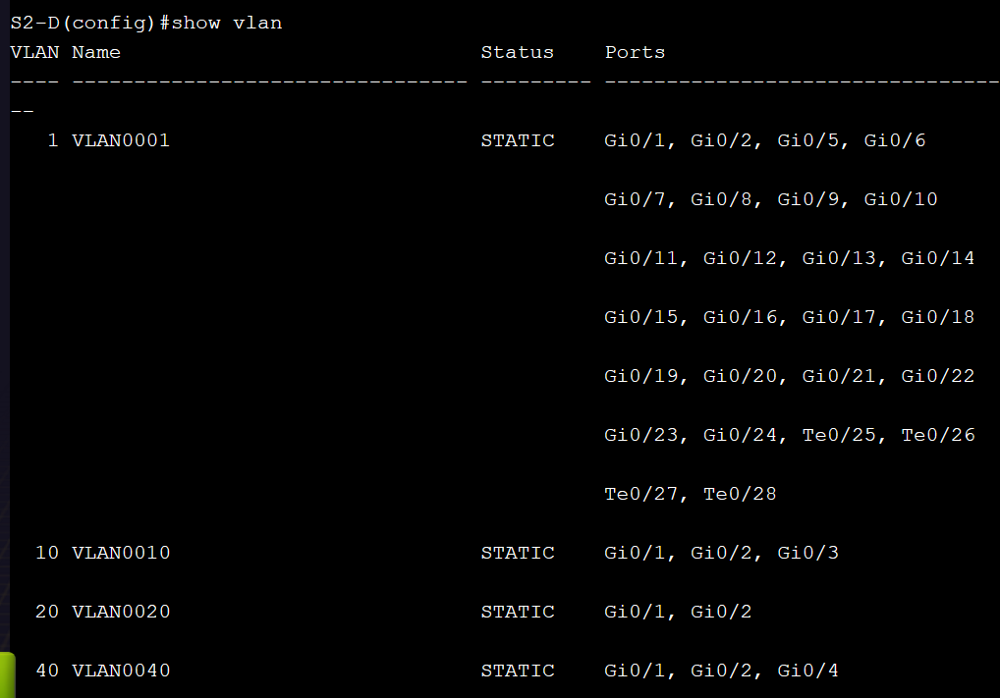 S2-D(config)#show vlan
VLAN Name                             Status    Ports
---- -------------------------------- --------- --------------------------------
--
   1 VLAN0001                         STATIC    Gi0/1, Gi0/2, Gi0/5, Gi0/6
                                                Gi0/7, Gi0/8, Gi0/9, Gi0/10
                                                Gi0/11, Gi0/12, Gi0/13, Gi0/14
                                                Gi0/15, Gi0/16, Gi0/17, Gi0/18
                                                Gi0/19, Gi0/20, Gi0/21, Gi0/22
                                                Gi0/23, Gi0/24, Te0/25, Te0/26
                                                Te0/27, Te0/28
  10 VLAN0010                         STATIC    Gi0/1, Gi0/2, Gi0/3
  20 VLAN0020                         STATIC    Gi0/1, Gi0/2
  40 VLAN0040                         STATIC    Gi0/1, Gi0/2, Gi0/4